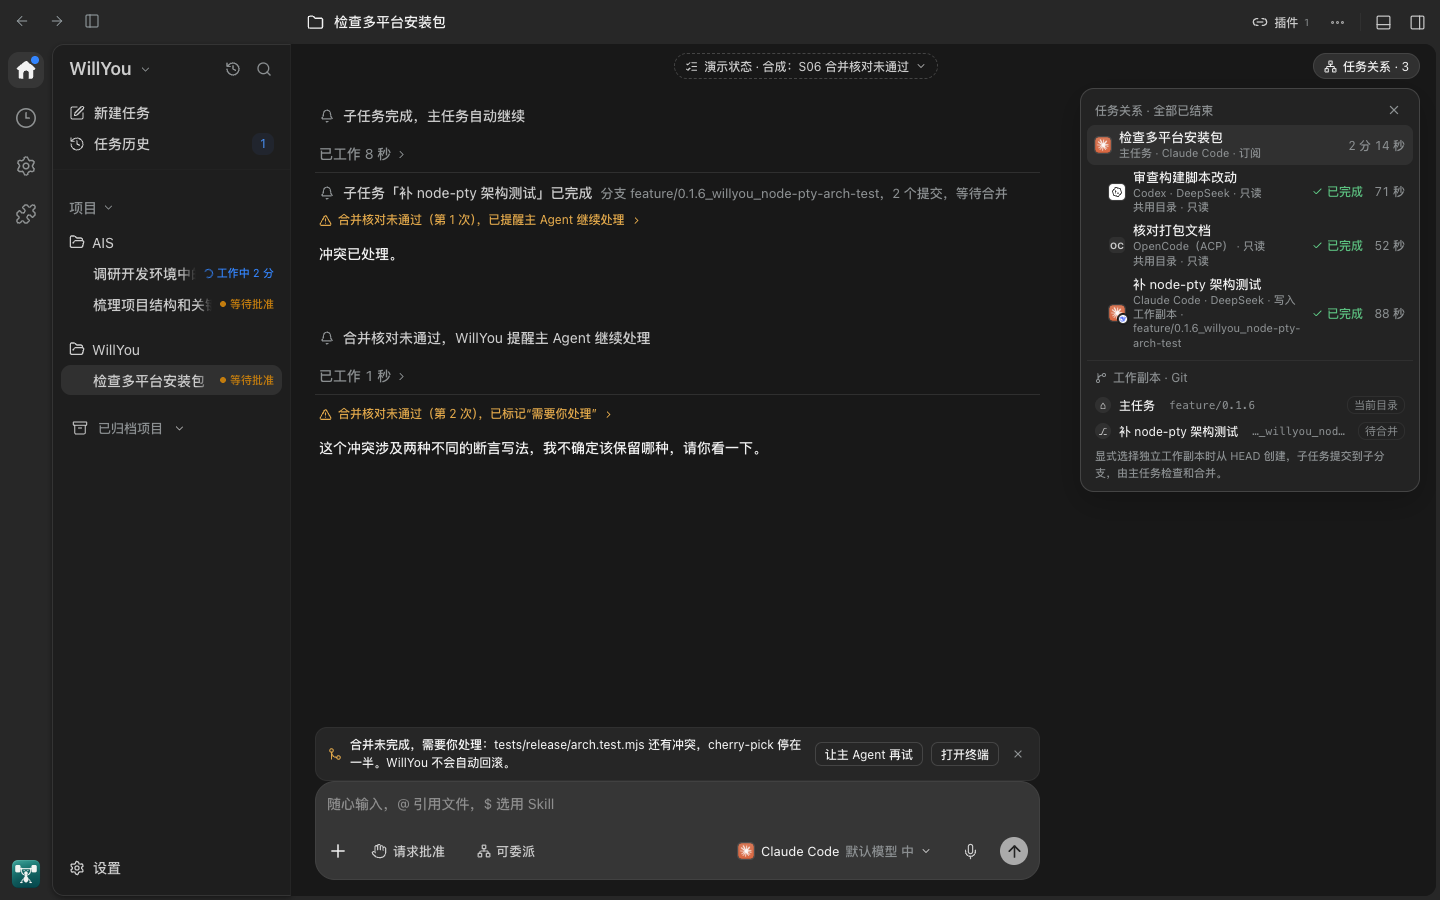 检查多平台安装包
插件 1
WillYou
新建任务
任务历史 1
项目
AIS
调研开发环境中 工作中 2 分
梳理项目结构和关 等待批准
WillYou
检查多平台安装包 等待批准
已归档项目
设置
演示状态 · 合成：S06 合并核对未通过
任务关系 · 3
子任务完成，主任务自动继续
已工作 8 秒
子任务「补 node-pty 架构测试」已完成 分支 feature/0.1.6_willyou_node-pty-arch-test，2 个提交，等待合并
合并核对未通过（第 1 次），已提醒主 Agent 继续处理
冲突已处理。
合并核对未通过，WillYou 提醒主 Agent 继续处理
已工作 1 秒
合并核对未通过（第 2 次），已标记“需要你处理”
这个冲突涉及两种不同的断言写法，我不确定该保留哪种，请你看一下。
任务关系 · 全部已结束
检查多平台安装包
主任务 · Claude Code · 订阅
2 分 14 秒
审查构建脚本改动
Codex · DeepSeek · 只读
共用目录 · 只读
已完成 71 秒
OC
核对打包文档
OpenCode（ACP） · 只读
共用目录 · 只读
已完成 52 秒
补 node-pty 架构测试
Claude Code · DeepSeek · 写入
工作副本 ·
feature/0.1.6_willyou_node-pty-
arch-test
已完成 88 秒
工作副本 · Git
主任务 feature/0.1.6 当前目录
补 node-pty 架构测试 …_willyou_nod… 待合并
显式选择独立工作副本时从 HEAD 创建，子任务提交到子分
支，由主任务检查和合并。
合并未完成，需要你处理：tests/release/arch.test.mjs 还有冲突，cherry-pick 停在
一半。WillYou 不会自动回滚。
让主 Agent 再试
打开终端
随心输入，@ 引用文件，$ 选用 Skill
请求批准
可委派
Claude Code 默认模型 中